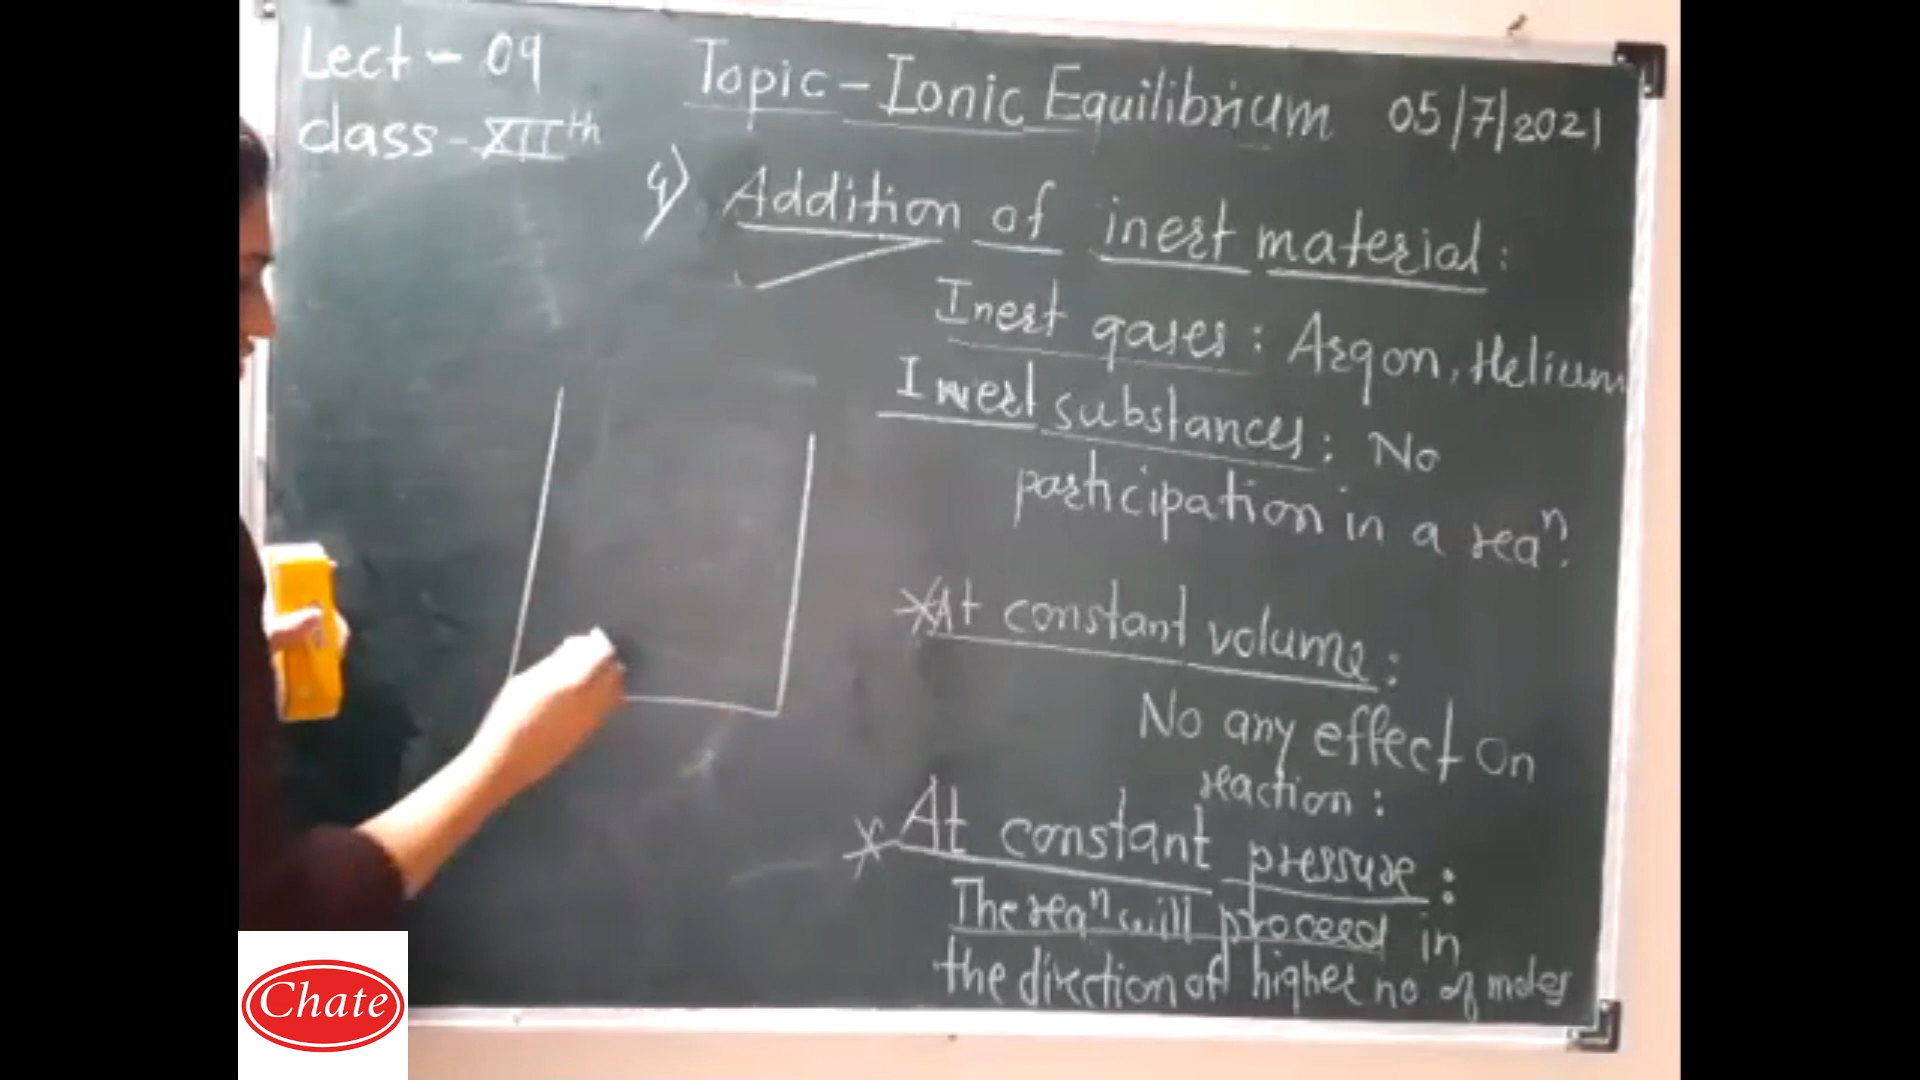 Lect - 09
Topic - Ionic Equilibrium 05/7/2021
class - XIIth
4) Addition of inert material:
Inert gases: Argon, Helium
Inert substances: No
participation in a reaⁿ.
*At constant volume:
No any effect on
reaction:
* At constant pressure:
The reaⁿ will proceed in
the direction of higher no of moles
Chate